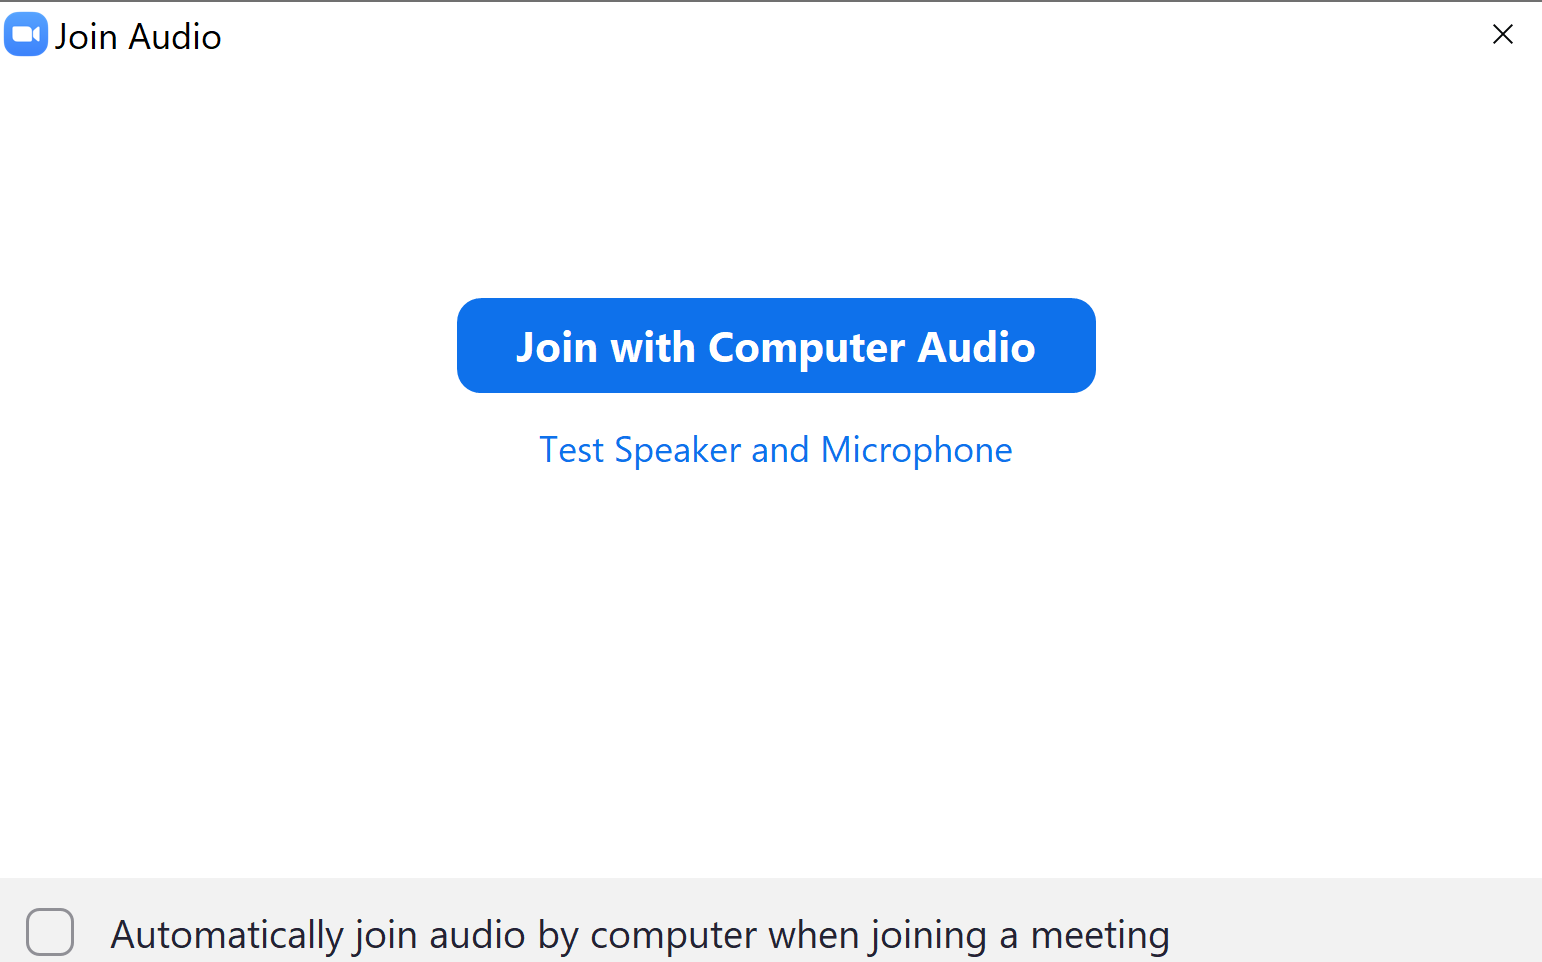 Join Audio
Join with Computer Audio
Test Speaker and Microphone
Automatically join audio by computer when joining a meeting